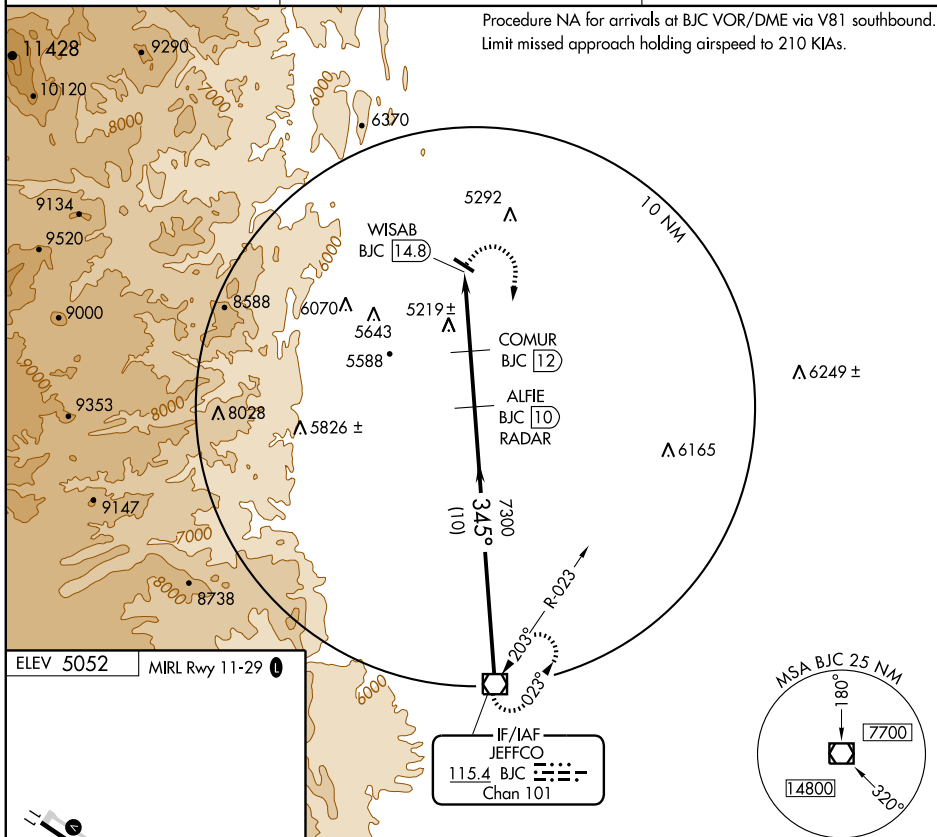 Procedure NA for arrivals at BJC VOR/DME via V81 southbound.
Limit missed approach holding airspeed to 210 KIAs.
11428
9290
10120
7000
6000
8000
6370
9134
5292
10 NM
WISAB
BJC 14.8
9520
6000
8588
6070
5219 ±
9000
5643
COMUR
BJC 12
5588
6249 ±
9000
ALFIE
BJC 10
RADAR
8000
9353
8028
5826 ±
6165
9147
7300
345°
(10)
7000
R-023
8738
8000
203°
023°
6000
ELEV 5052
MIRL Rwy 11-29 L
IF/IAF
JEFFCO
115.4 BJC
Chan 101
MSA BJC 25 NM
180°
7700
14800
320°
V